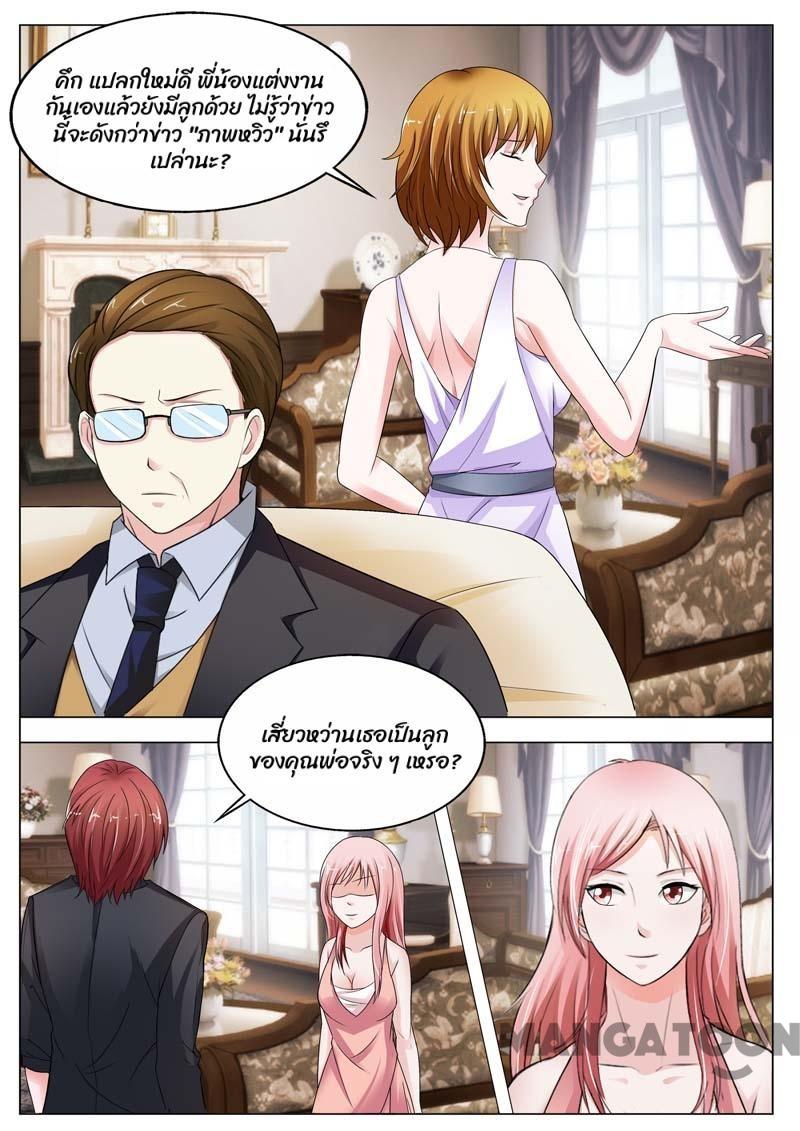 คึก แปลกใหม่ดี พี่น้องแต่งงาน
กันเองแล้วยังมีลูกด้วย ไม่รู้ว่าข่าว
นี้จะดังกว่าข่าว "ภาพหวิว" นั่นรึ
เปล่านะ?
เสี่ยวหว่านเธอเป็นลูก
ของคุณพ่อจริง ๆ เหรอ?
MANGATOON